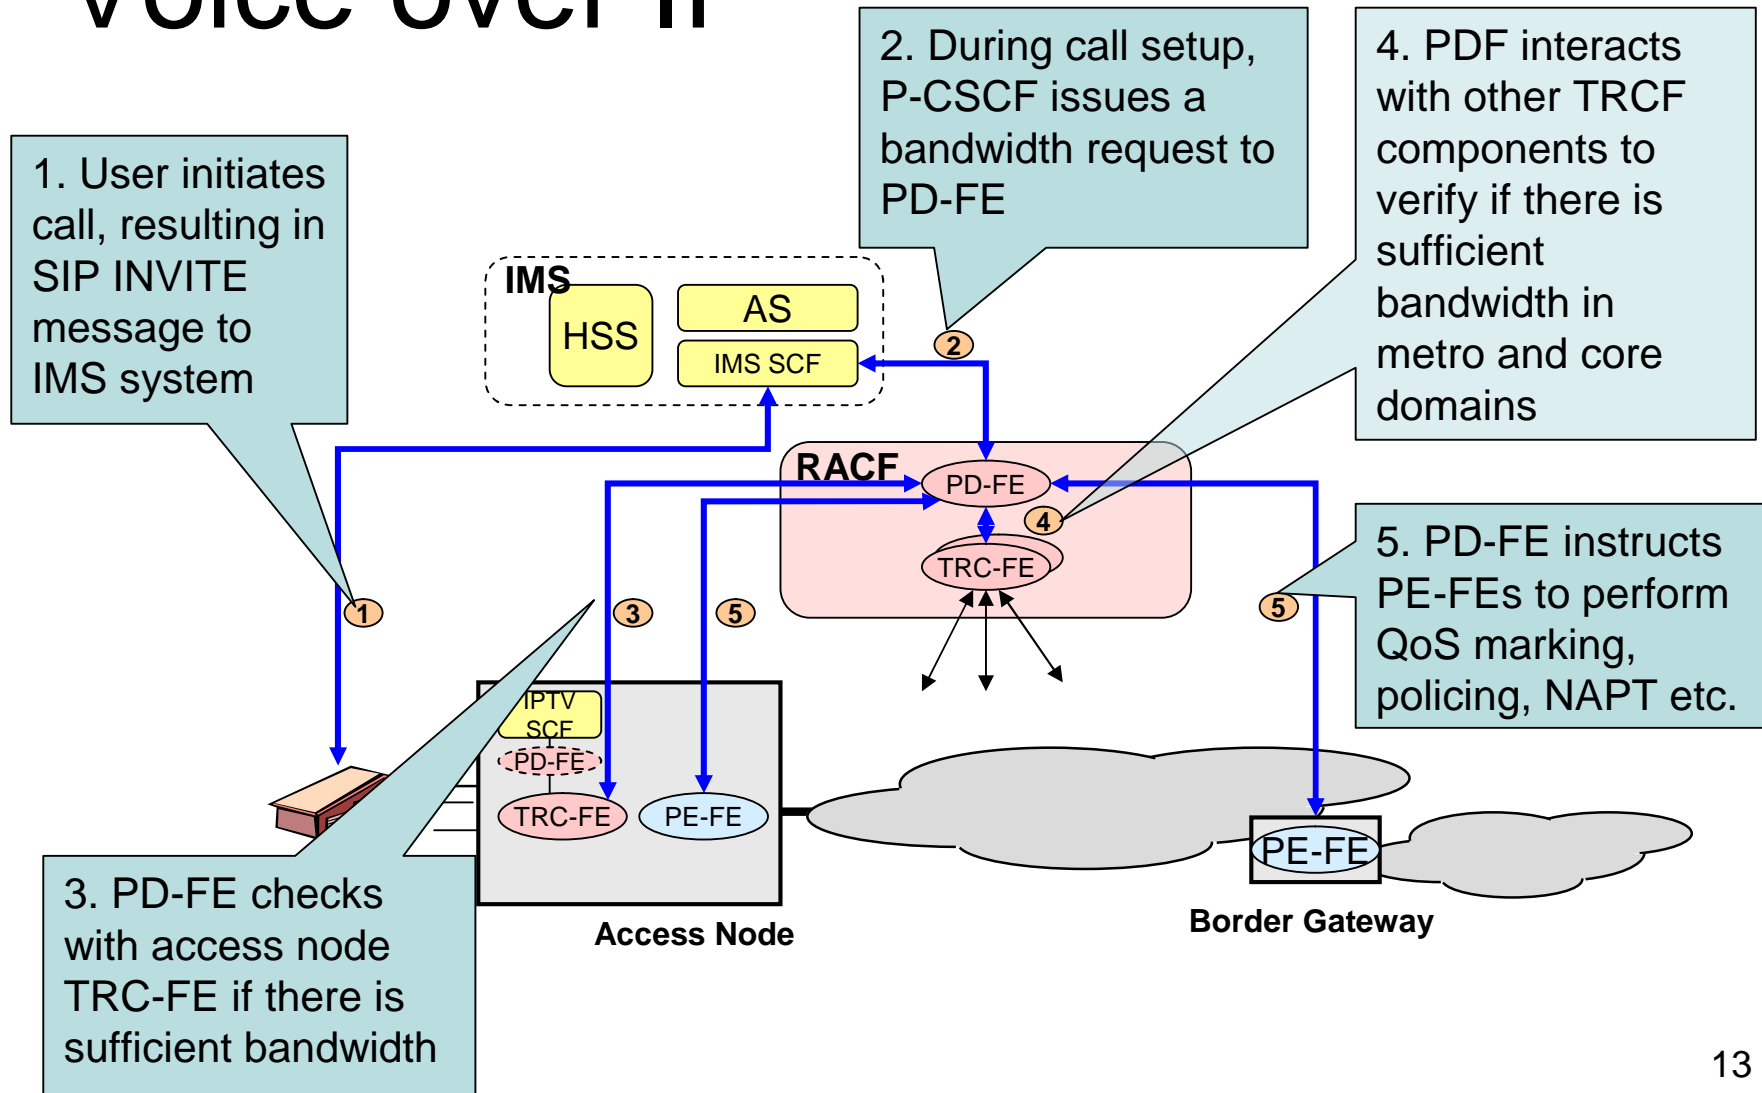 Voice over IP
2. During call setup,
P-CSCF issues a
bandwidth request to
PD-FE
4. PDF interacts
with other TRCF
components to
verify if there is
sufficient
bandwidth in
metro and core
domains
1. User initiates
call, resulting in
SIP INVITE
message to
IMS system
IMS
HSS
AS
IMS SCF
2
RACF
PD-FE
4
TRC-FE
1
3
5
5
5. PD-FE instructs
PE-FEs to perform
QoS marking,
policing, NAPT etc.
IPTV
SCF
PD-FE
TRC-FE
PE-FE
PE-FE
Access Node
Border Gateway
3. PD-FE checks
with access node
TRC-FE if there is
sufficient bandwidth
13